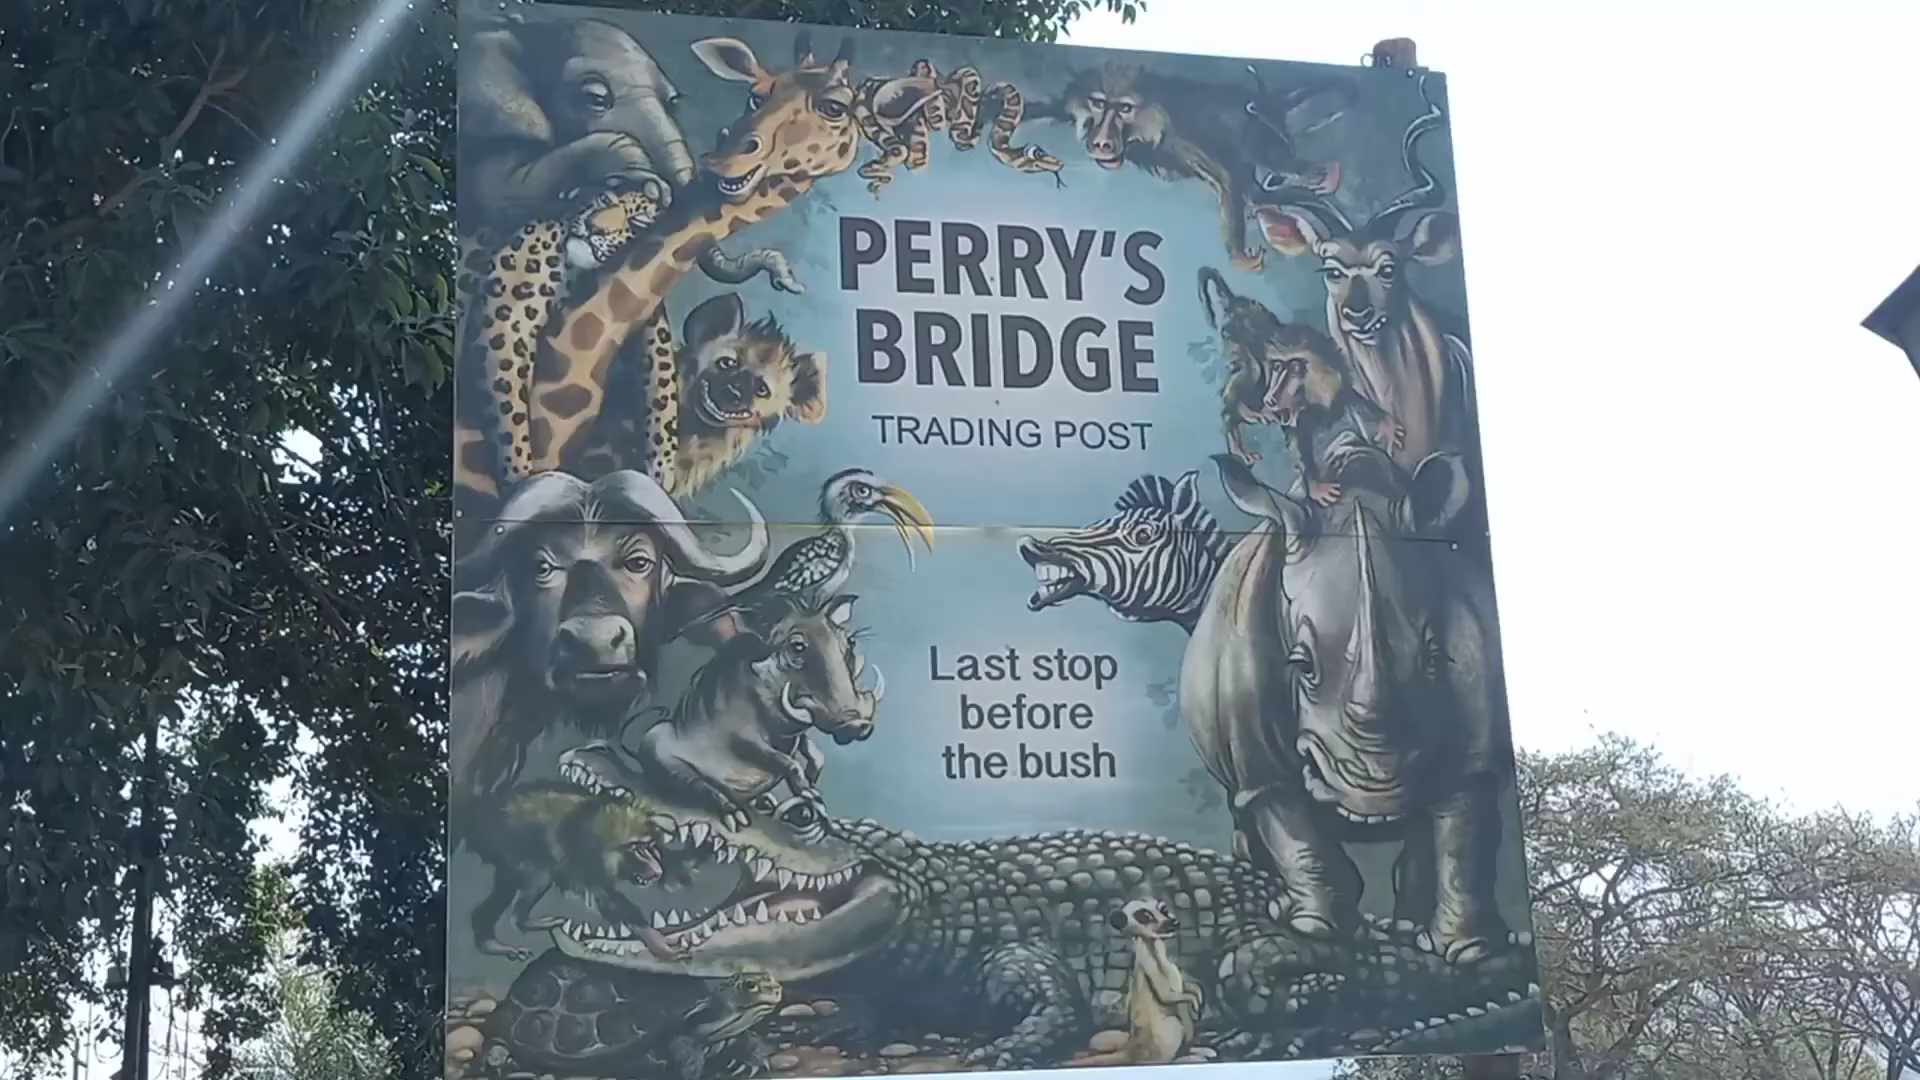 PERRY'S
BRIDGE
TRADING POST
Last stop
before
the bush